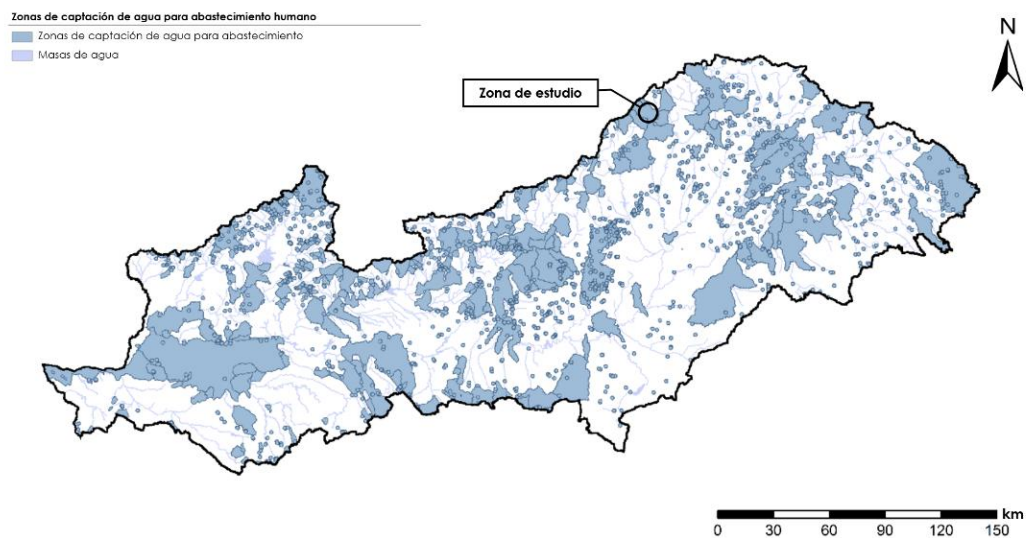 Zonas de captación de agua para abastecimiento humano
Zonas de captación de agua para abastecimiento
Masas de agua
N
Zona de estudio
km
0 30 60 90 120 150